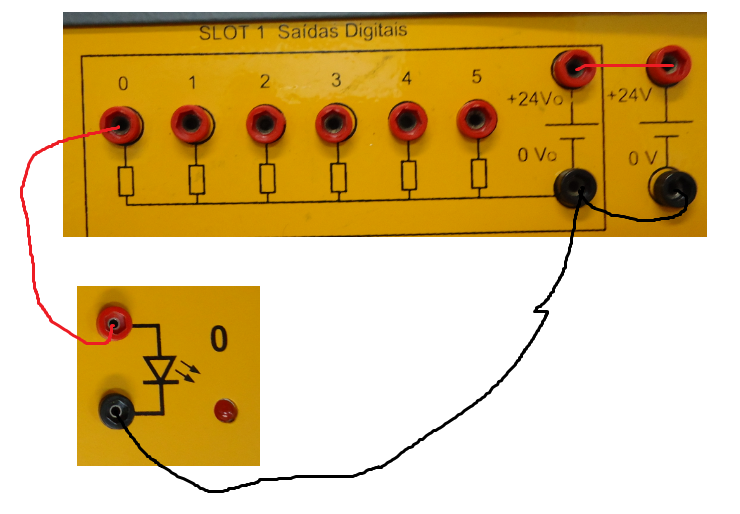 SLOT 1 Saídas Digitais
0 1 2 3 4 5
+24Vo +24V
0 Vo 0 V
0